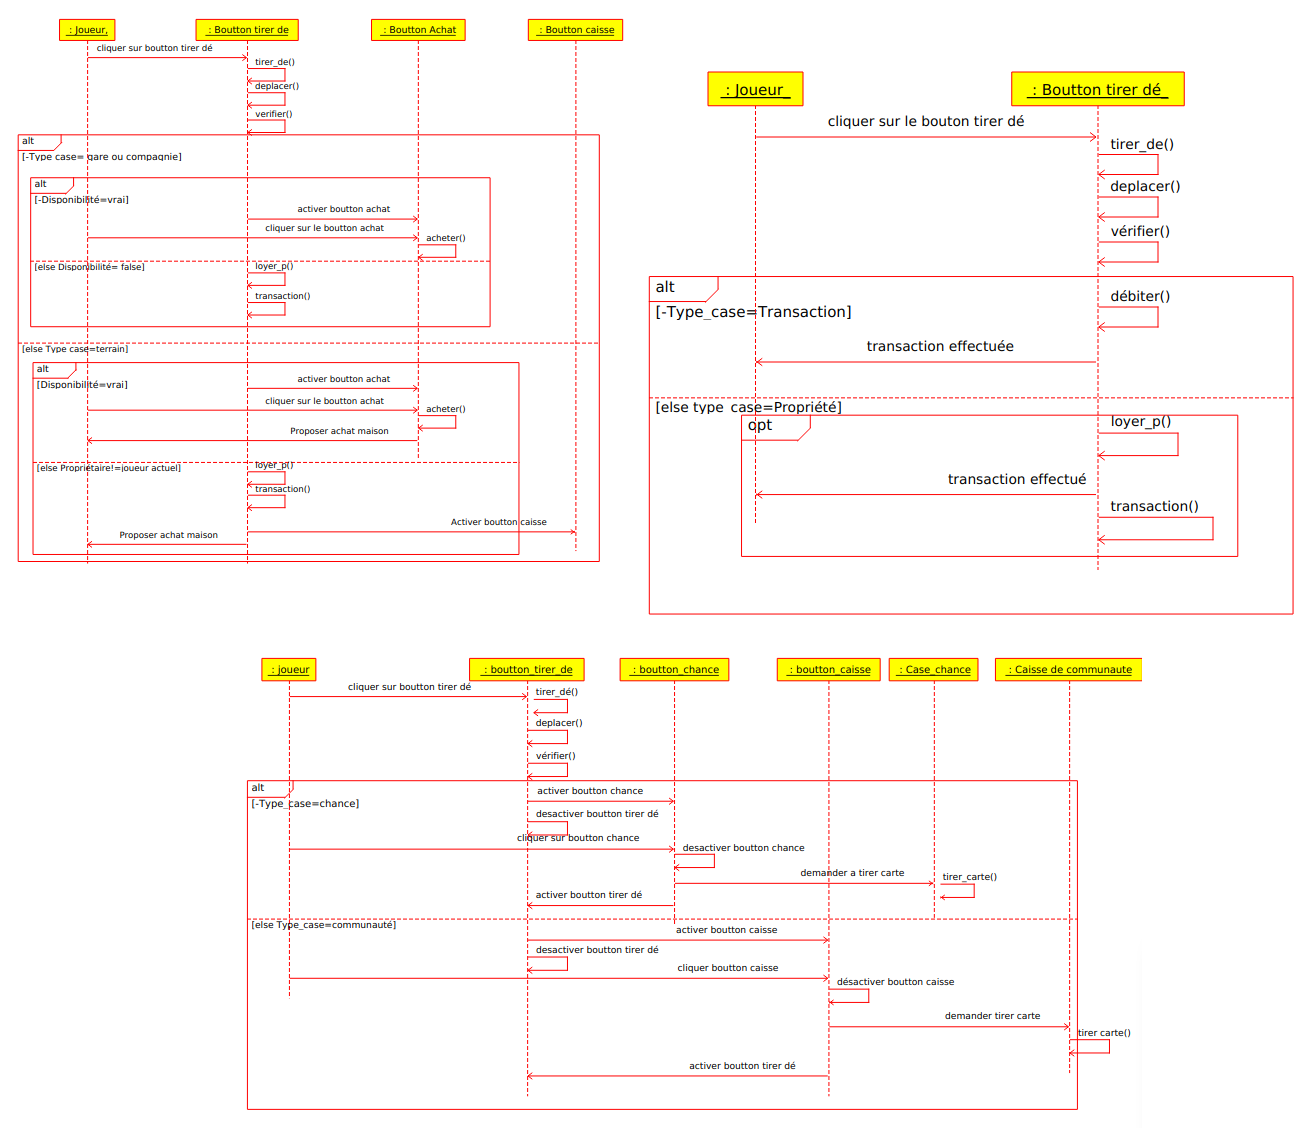 : Joueur,
: Boutton tirer de
: Boutton Achat
: Boutton caisse
cliquer sur boutton tirer dé
tirer_de()
deplacer()
verifier()
alt
[-Type case= gare ou compagnie]
alt
[-Disponibilité=vrai]
activer boutton achat
cliquer sur le boutton achat
acheter()
[else Disponibilité= false]
loyer_p()
transaction()
[else Type case=terrain]
alt
[Disponibilité=vrai]
activer boutton achat
cliquer sur le boutton achat
acheter()
Proposer achat maison
[else Propriétaire!=joueur actuel]
loyer_p()
transaction()
Activer boutton caisse
Proposer achat maison
: Joueur_
: Boutton tirer dé_
cliquer sur le bouton tirer dé
tirer_de()
deplacer()
vérifier()
alt
[-Type_case=Transaction]
débiter()
transaction effectuée
[else type_case=Propriété]
opt
loyer_p()
transaction effectué
transaction()
: joueur
: boutton_tirer_de
: boutton_chance
: boutton_caisse
: Case_chance
: Caisse de communaute
cliquer sur boutton tirer dé
tirer_dé()
deplacer()
vérifier()
alt
[-Type_case=chance]
activer boutton chance
desactiver boutton tirer dé
cliquer sur boutton chance
desactiver boutton chance
demander a tirer carte
tirer_carte()
activer boutton tirer dé
[else Type_case=communauté]
activer boutton caisse
desactiver boutton tirer dé
cliquer boutton caisse
désactiver boutton caisse
demander tirer carte
tirer carte()
activer boutton tirer dé